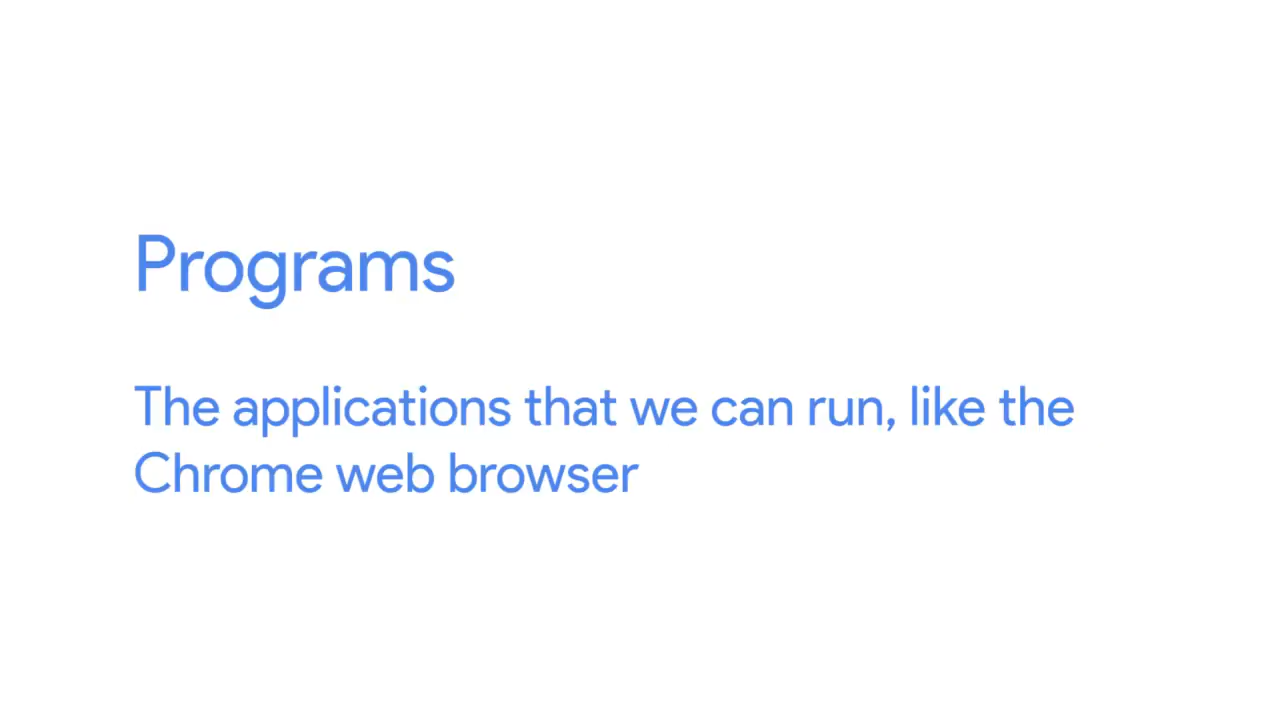 Programs
The applications that we can run, like the
Chrome web browser